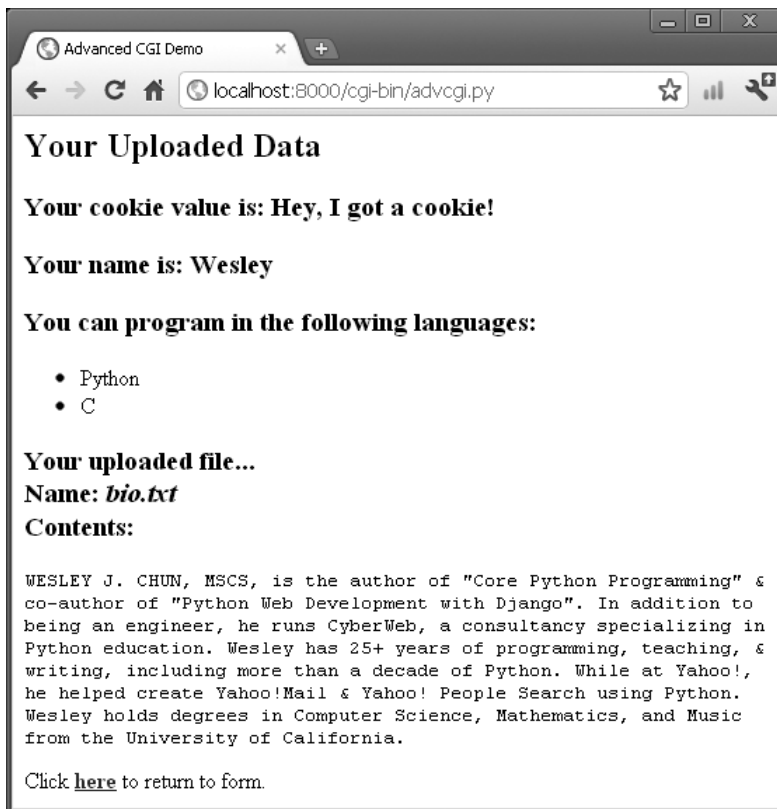 Advanced CGI Demo
localhost:8000/cgi-bin/advcgi.py
Your Uploaded Data
Your cookie value is: Hey, I got a cookie!
Your name is: Wesley
You can program in the following languages:
• Python
• C
Your uploaded file...
Name: bio.txt
Contents:
WESLEY J. CHUN, MSCS, is the author of "Core Python Programming" &
co-author of "Python Web Development with Django". In addition to
being an engineer, he runs CyberWeb, a consultancy specializing in
Python education. Wesley has 25+ years of programming, teaching, &
writing, including more than a decade of Python. While at Yahoo!,
he helped create Yahoo!Mail & Yahoo! People Search using Python.
Wesley holds degrees in Computer Science, Mathematics, and Music
from the University of California.
Click here to return to form.